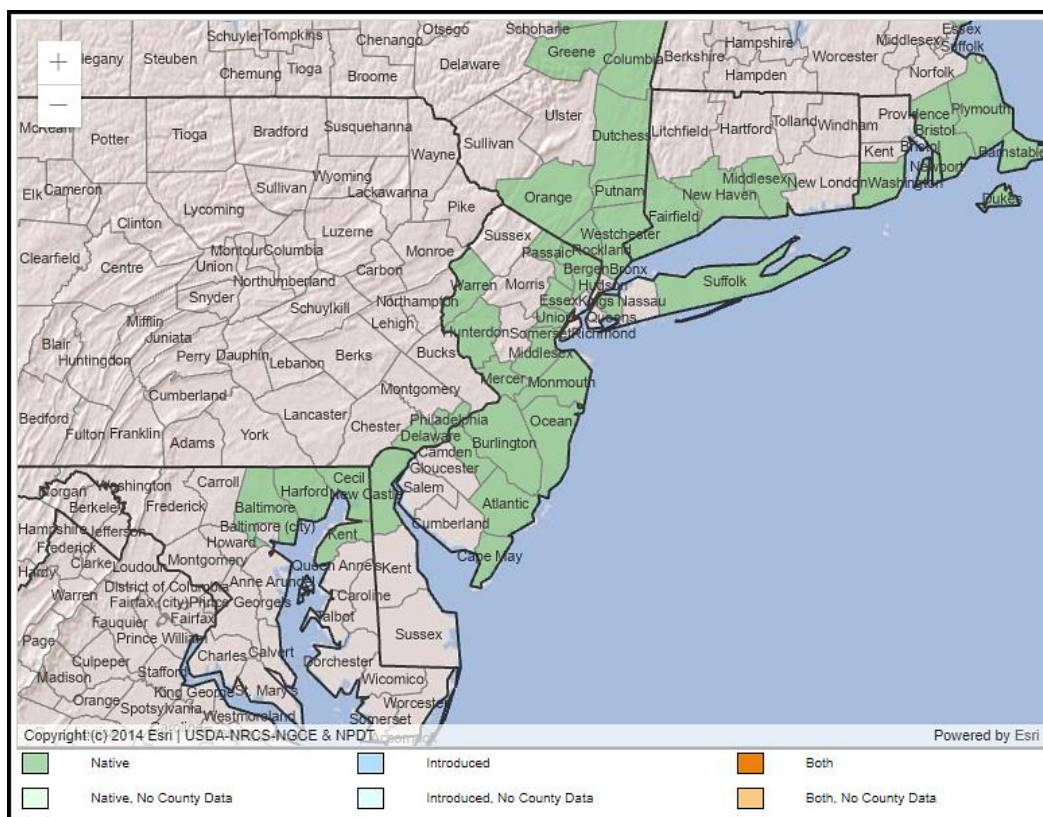 Schuyler Tompkins Chenango Otsego Schoharie Hampshire Middlesex Essex
+ legany Steuben Greene Columbia Berkshire Worcester Suffolk
Chemung Tioga Broome Delaware Hampden Norfolk
−
McKean Potter Tioga Bradford Susquehanna Sullivan Ulster Dutchess Litchfield Hartford Tolland Windham Providence Plymouth
Bristol
Wayne Kent Bristol Barnstable
Elk Cameron Sullivan Wyoming Lackawanna Pike Orange Putnam New Haven Middlesex New London Washington Newport
Dukes
Clinton Lycoming Luzerne Sussex Westchester Fairfield
Clearfield Centre Montour Columbia Monroe Passaic Rockland
Union Northumberland Carbon Warren Morris Bergen Bronx Suffolk
Snyder Schuylkill Northampton Hudson
Mifflin Lehigh Essex Kings Nassau
Juniata Union Queens
Blair Huntingdon Perry Dauphin Lebanon Berks Bucks Hunterdon Somerset Richmond
Middlesex
Cumberland Montgomery Mercer Monmouth
Bedford Fulton Franklin Adams York Lancaster Chester Philadelphia Ocean
Delaware Burlington
Camden
Morgan Washington Carroll Cecil Gloucester
Berkeley Frederick Baltimore Harford New Castle Salem Atlantic
Hampshire Jefferson Baltimore (city) Kent Cumberland
Frederick Howard
Hardy Clarke Loudoun Montgomery Queen Anne's Kent Cape May
Warren District of Columbia Anne Arundel
Fairfax (city) Prince George's Caroline
Fauquier Fairfax Talbot
Page Prince William Sussex
Culpeper Stafford Charles Calvert Dorchester
Madison King George St. Mary's Wicomico
Orange Spotsylvania Westmoreland Worcester
Somerset
Copyright:(c) 2014 Esri | USDA-NRCS-NGCE & NPDT Powered by Esri
Native Introduced Both
Native, No County Data Introduced, No County Data Both, No County Data